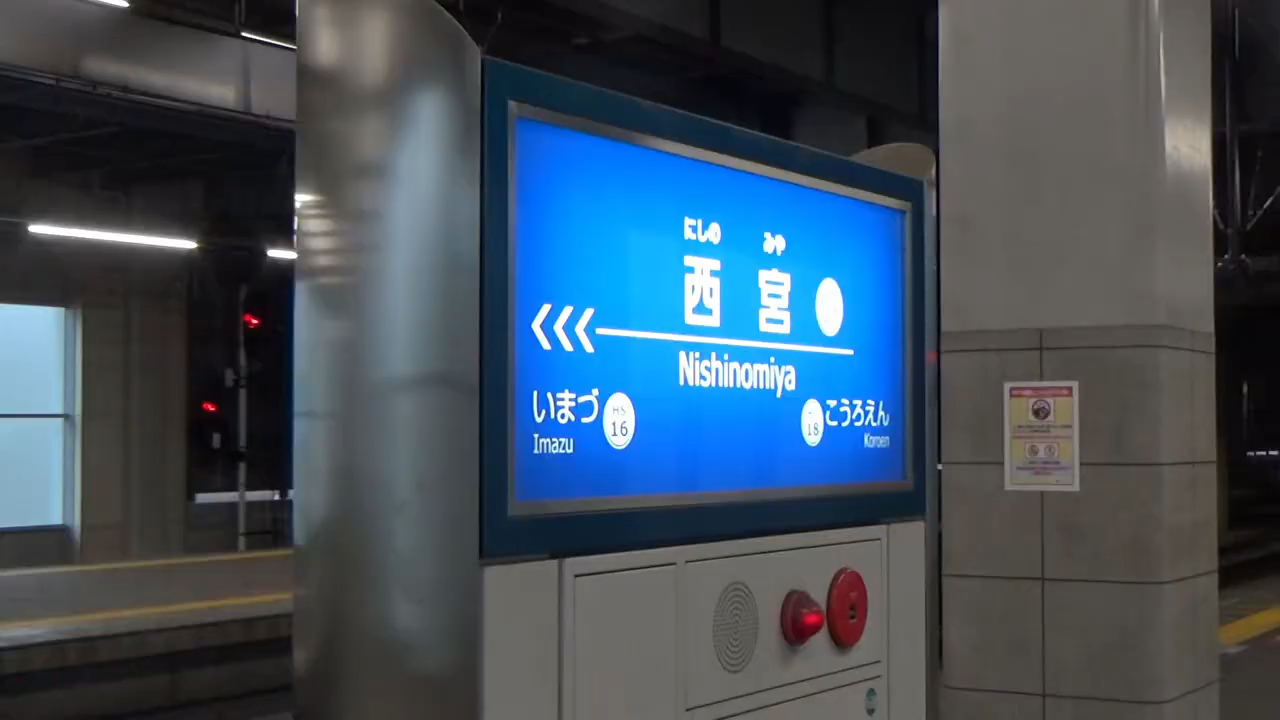 にしの みや
西宮
Nishinomiya
いまづ HS 16
Imazu
18 こうろえん
Koroen